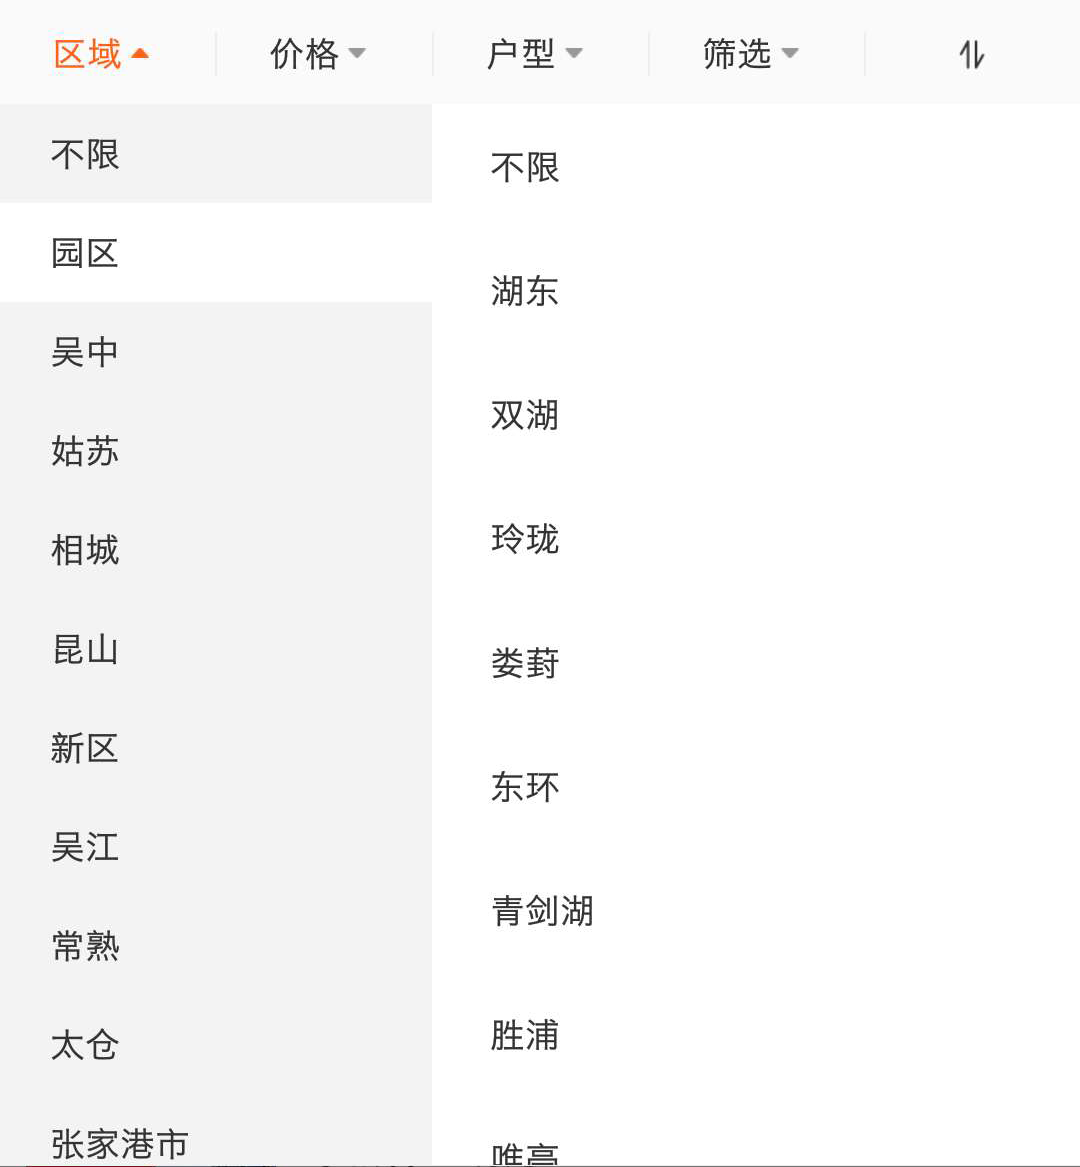 区域 价格 户型 筛选
不限
园区
吴中
姑苏
相城
昆山
新区
吴江
常熟
太仓
张家港市
不限
湖东
双湖
玲珑
娄葑
东环
青剑湖
胜浦
唯亭